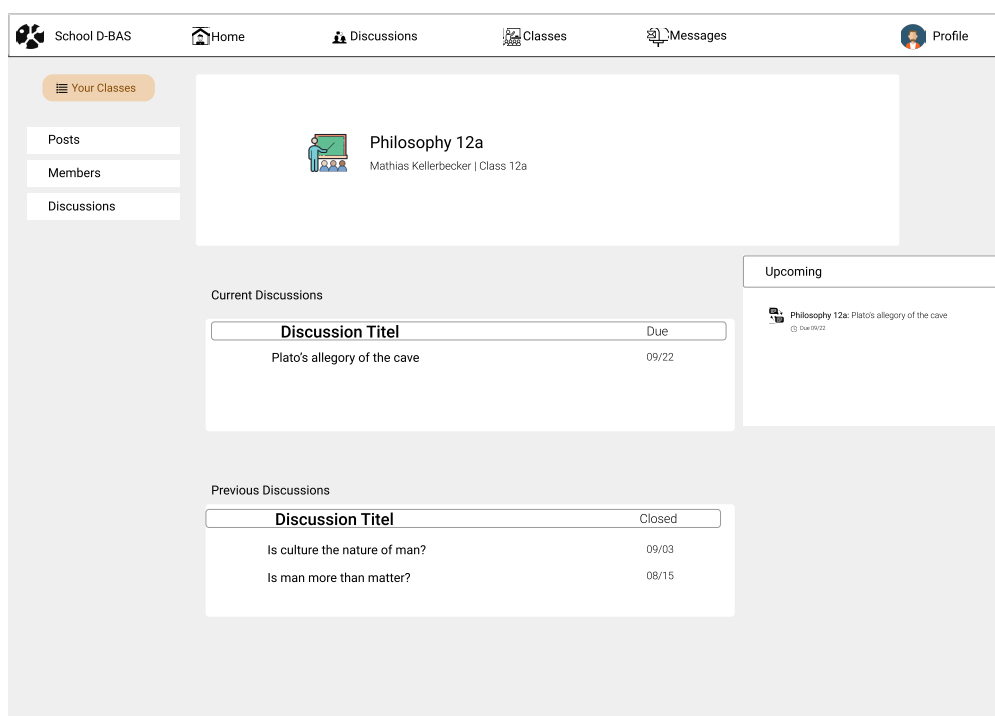 School D-BAS
Home
Discussions
Classes
Messages
Profile
Your Classes
Posts
Members
Discussions
Philosophy 12a
Mathias Kellerbecker | Class 12a
Upcoming
Philosophy 12a: Plato's allegory of the cave
Due 09/22
Current Discussions
Discussion Titel Due
Plato's allegory of the cave 09/22
Previous Discussions
Discussion Titel Closed
Is culture the nature of man? 09/03
Is man more than matter? 08/15